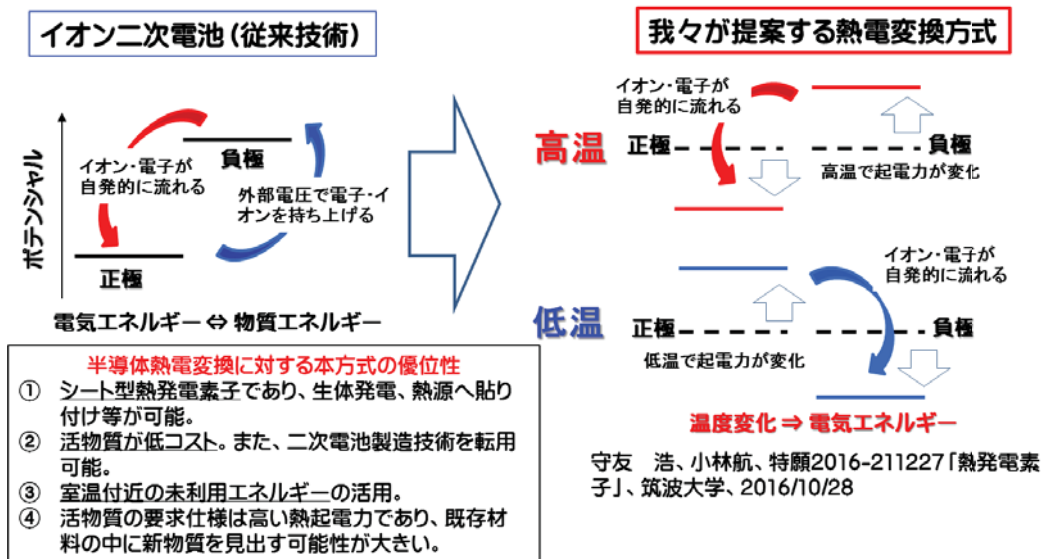 イオン二次電池(従来技術)
ポテンシャル
イオン・電子が
自発的に流れる
負極
外部電圧で電子・イ
オンを持ち上げる
正極
電気エネルギー ⇔ 物質エネルギー
半導体熱電変換に対する本方式の優位性
① シート型熱発電素子であり、生体発電、熱源へ貼り
付け等が可能。
② 活物質が低コスト。また、二次電池製造技術を転用
可能。
③ 室温付近の未利用エネルギーの活用。
④ 活物質の要求仕様は高い熱起電力であり、既存材
料の中に新物質を見出す可能性が大きい。
我々が提案する熱電変換方式
イオン・電子が
自発的に流れる
高温
正極
負極
高温で起電力が変化
イオン・電子が
自発的に流れる
低温
正極
負極
低温で起電力が変化
温度変化 ⇒ 電気エネルギー
守友 浩、小林航、特願2016-211227「熱発電素
子」、筑波大学、2016/10/28